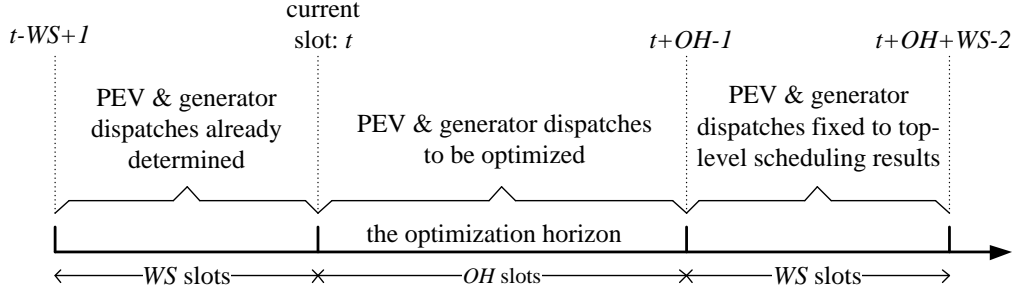 current
slot: t
t-WS+1
t+OH-1
t+OH+WS-2
PEV & generator
dispatches already
determined
PEV & generator dispatches
to be optimized
PEV & generator
dispatches fixed to top-
level scheduling results
the optimization horizon
WS slots
OH slots
WS slots